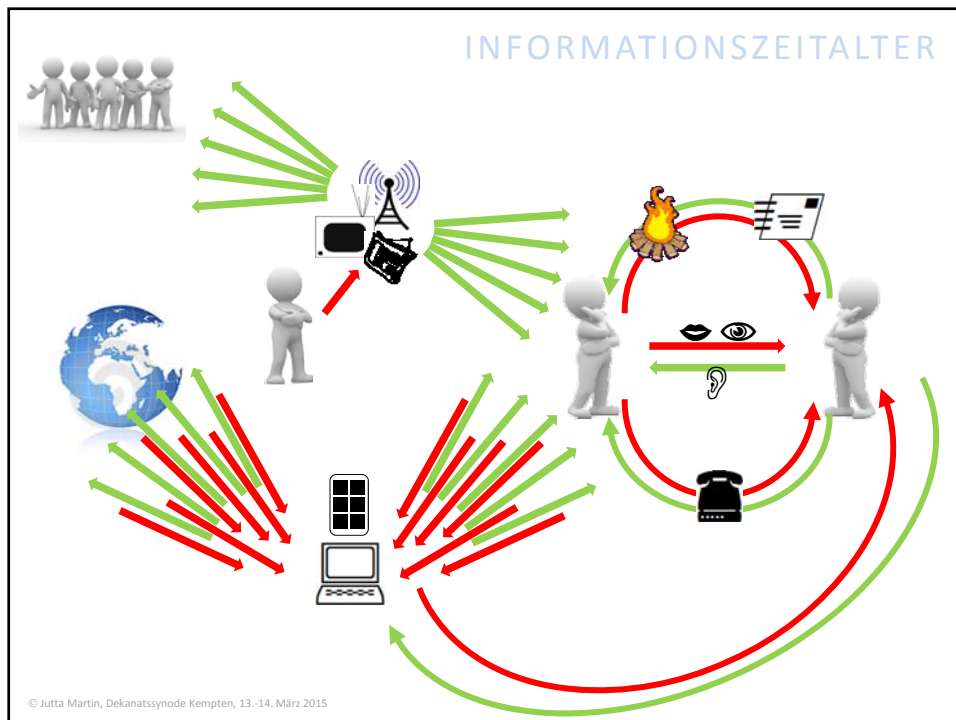 INFORMATIONSZEITALTER
© Jutta Martin, Dekanatssynode Kempten, 13.-14. März 2015